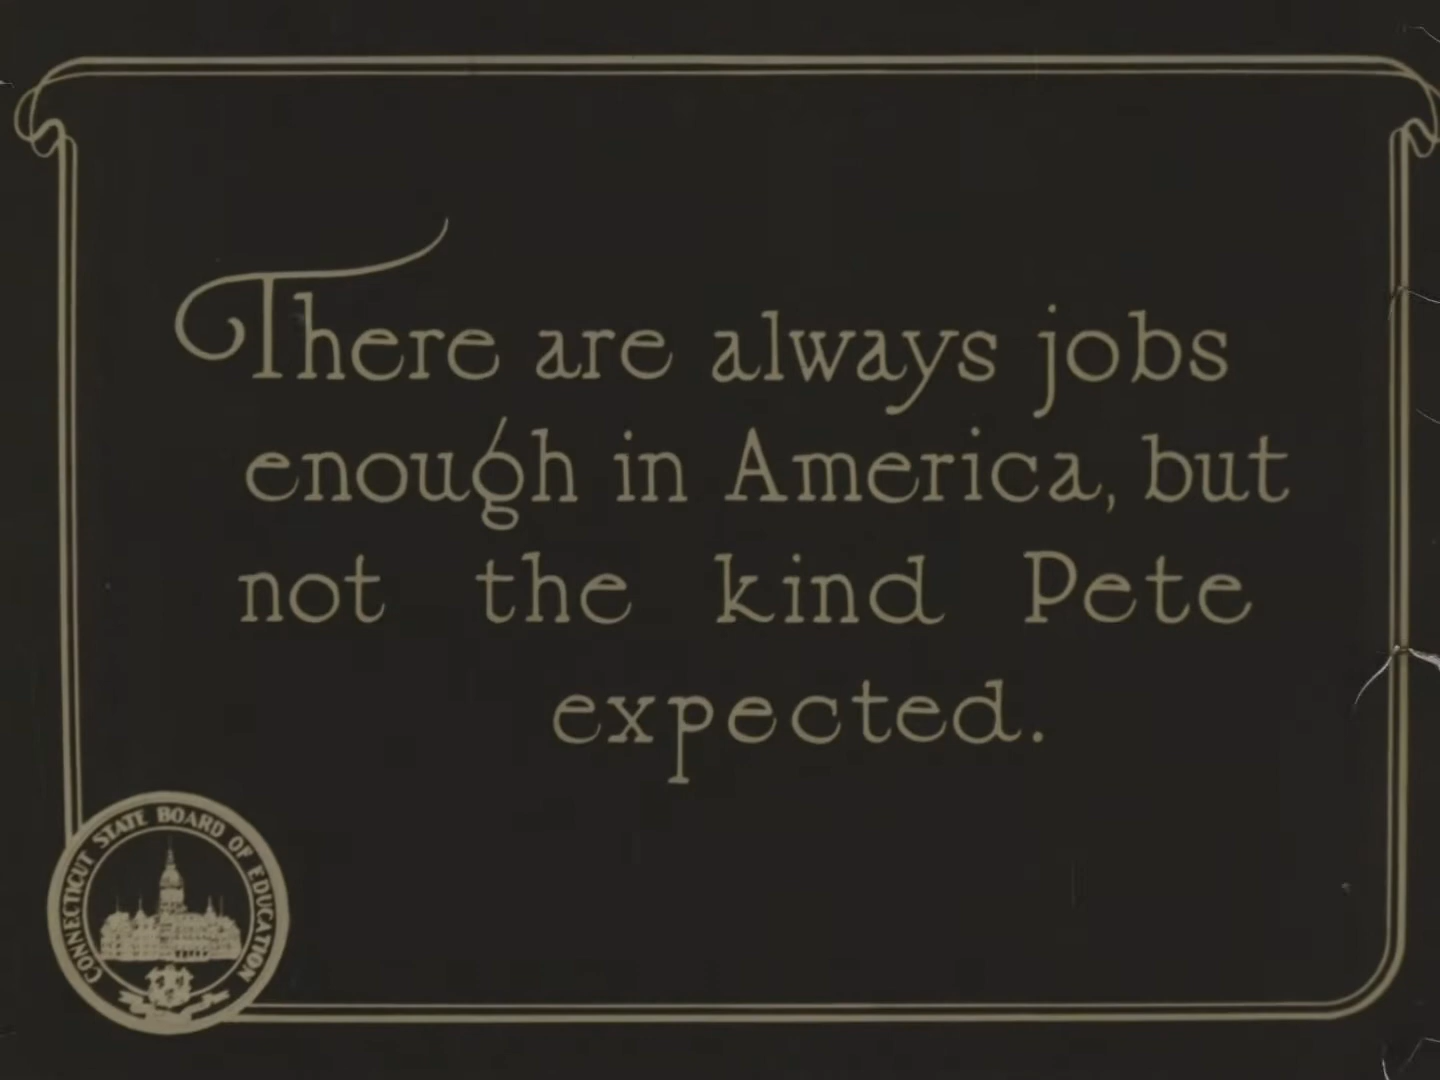 There are always jobs
enough in America, but
not the kind Pete
expected.
CONNECTICUT STATE BOARD OF EDUCATION